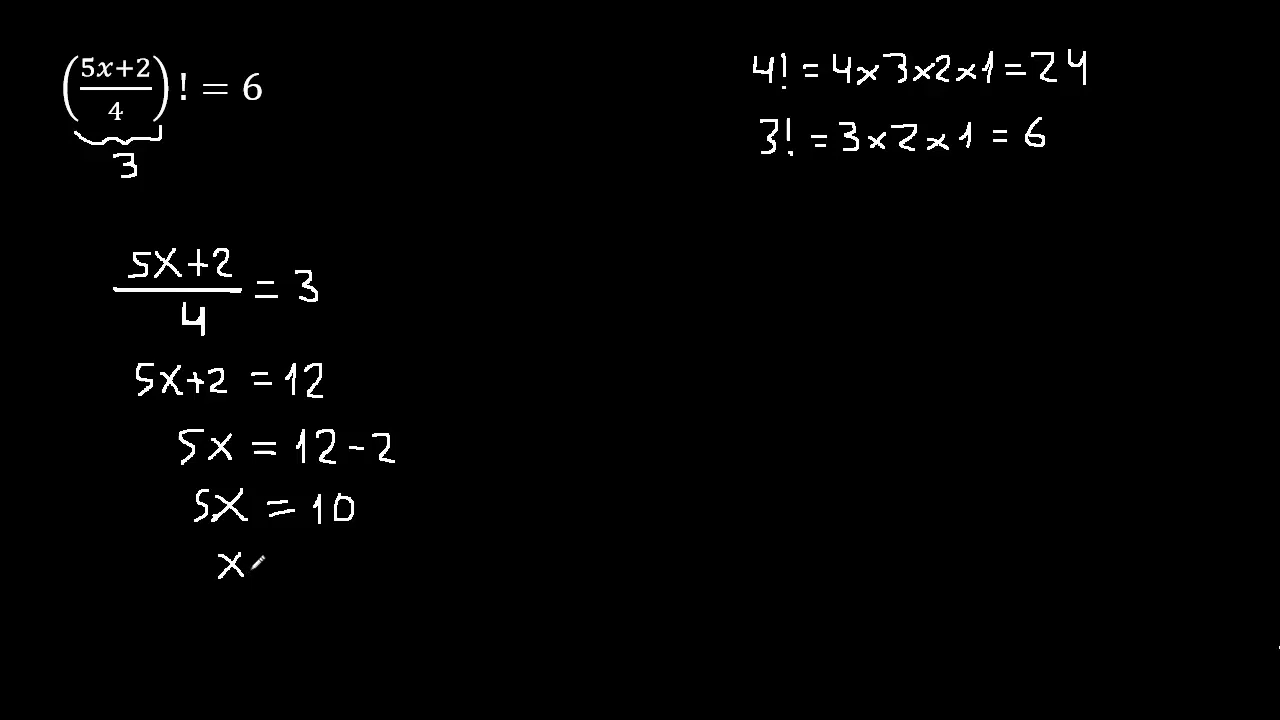 (5x+2/4)! = 6
3
4! = 4x3x2x1 = 24
3! = 3x2x1 = 6
5x+2/4 = 3
5x+2 = 12
5x = 12-2
5x = 10
x